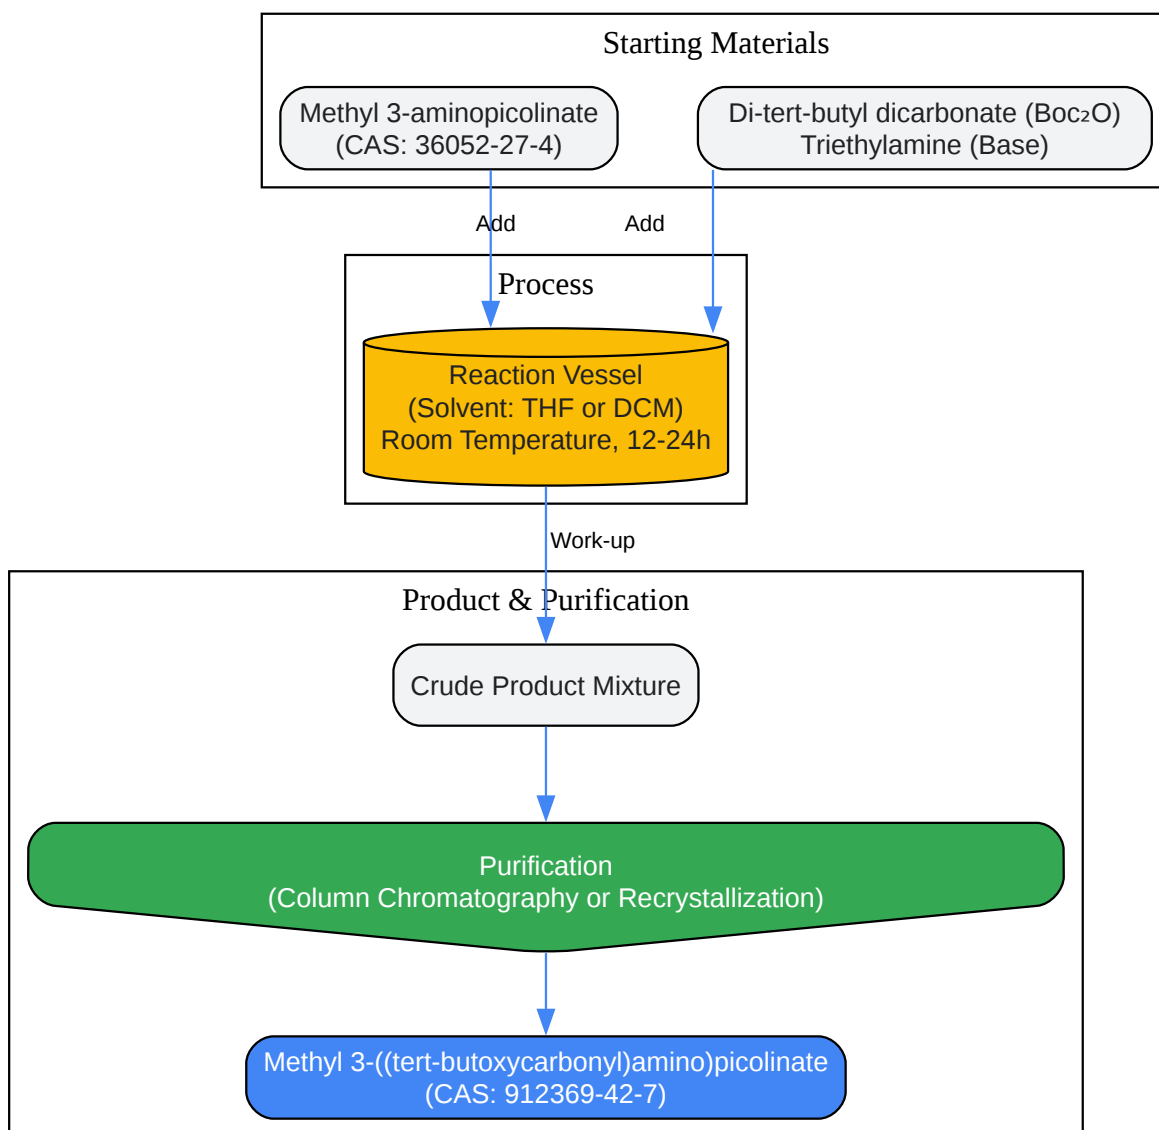 Starting Materials
Methyl 3-aminopicolinate
(CAS: 36052-27-4)
Di-tert-butyl dicarbonate (Boc₂O)
Triethylamine (Base)
Add
Add
Process
Reaction Vessel
(Solvent: THF or DCM)
Room Temperature, 12-24h
Work-up
Product & Purification
Crude Product Mixture
Purification
(Column Chromatography or Recrystallization)
Methyl 3-((tert-butoxycarbonyl)amino)picolinate
(CAS: 912369-42-7)